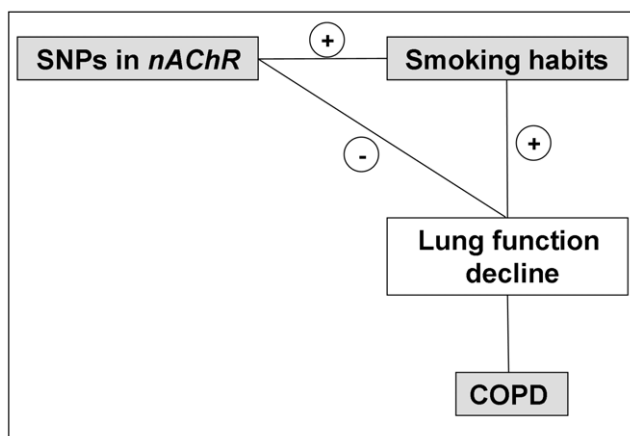 SNPs in nAChR
+
Smoking habits
-
+
Lung function
decline
COPD